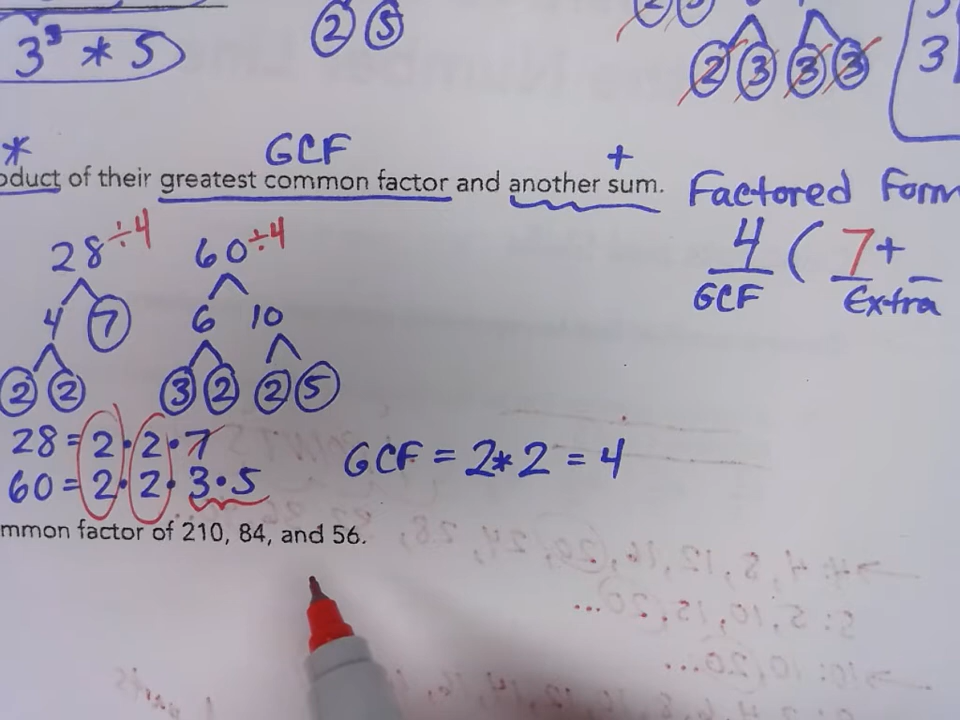 3³ * 5
2 5
2 3 3 3
3
* GCF +
oduct of their greatest common factor and another sum.
Factored Form
28 ÷4 60 ÷4
4 ( 7 + _
GCF Extra
4 7 6 10
2 2 3 2 2 5
28 = 2 · 2 · 7
GCF = 2 * 2 = 4
60 = 2 · 2 · 3 · 5
mmon factor of 210, 84, and 56.